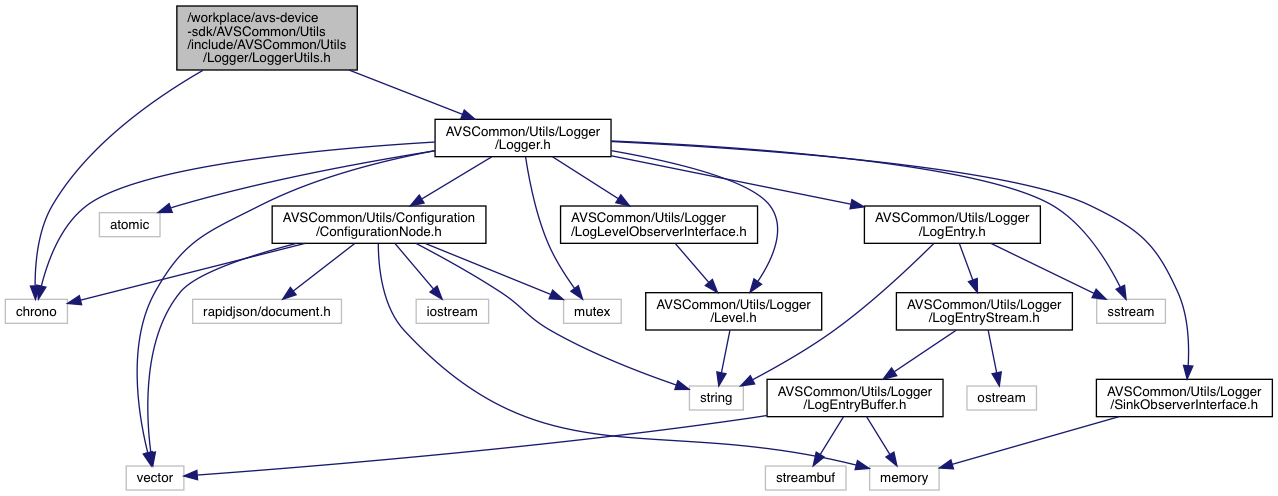 /workplace/avs-device
-sdk/AVSCommon/Utils
/include/AVSCommon/Utils
/Logger/LoggerUtils.h
AVSCommon/Utils/Logger
/Logger.h
atomic
AVSCommon/Utils/Configuration
/ConfigurationNode.h
AVSCommon/Utils/Logger
/LogLevelObserverInterface.h
AVSCommon/Utils/Logger
/LogEntry.h
chrono
rapidjson/document.h
iostream
mutex
AVSCommon/Utils/Logger
/Level.h
AVSCommon/Utils/Logger
/LogEntryStream.h
sstream
string
AVSCommon/Utils/Logger
/LogEntryBuffer.h
ostream
AVSCommon/Utils/Logger
/SinkObserverInterface.h
vector
streambuf
memory